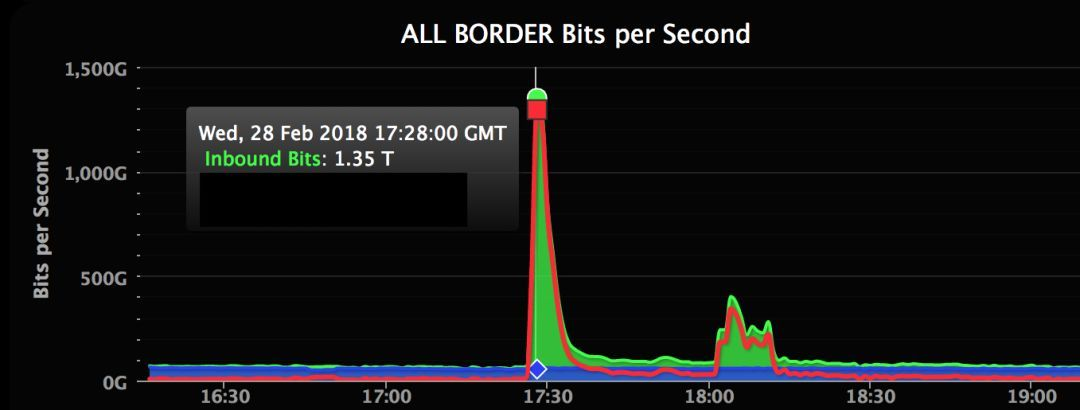 ALL BORDER Bits per Second
1,500G
Wed, 28 Feb 2018 17:28:00 GMT
Inbound Bits: 1.35 T
1,000G
Bits per Second
500G
0G
16:30 17:00 17:30 18:00 18:30 19:00